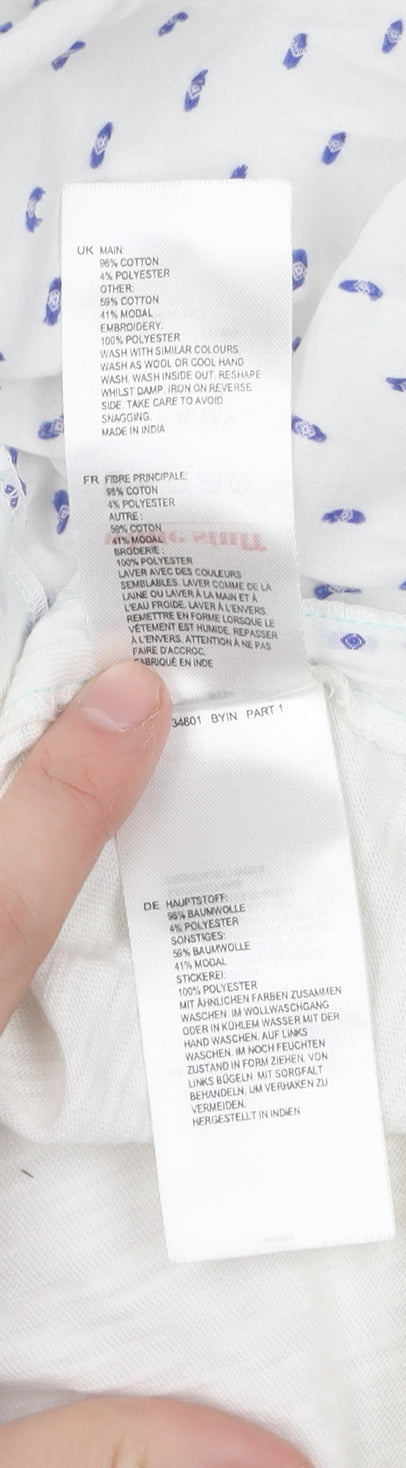 UK MAIN:
96% COTTON
4% POLYESTER
OTHER:
59% COTTON
41% MODAL
EMBROIDERY:
100% POLYESTER
WASH WITH SIMILAR COLOURS.
WASH AS WOOL OR COOL HAND
WASH. WASH INSIDE OUT. RESHAPE
WHILST DAMP. IRON ON REVERSE
SIDE. TAKE CARE TO AVOID
SNAGGING.
MADE IN INDIA
FR FIBRE PRINCIPALE:
96% COTON
4% POLYESTER
AUTRE :
59% COTON
41% MODAL
BRODERIE :
100% POLYESTER
LAVER AVEC DES COULEURS
SEMBLABLES. LAVER COMME DE LA
LAINE OU LAVER À LA MAIN ET À
L'EAU FROIDE. LAVER À L'ENVERS.
REMETTRE EN FORME LORSQUE LE
VÊTEMENT EST HUMIDE. REPASSER
À L'ENVERS. ATTENTION À NE PAS
FAIRE D'ACCROC.
FABRIQUÉ EN INDE
34801 BYIN PART 1
DE HAUPTSTOFF:
96% BAUMWOLLE
4% POLYESTER
SONSTIGES:
59% BAUMWOLLE
41% MODAL
STICKEREI:
100% POLYESTER
MIT ÄHNLICHEN FARBEN ZUSAMMEN
WASCHEN. IM WOLLWASCHGANG
ODER IN KÜHLEM WASSER MIT DER
HAND WASCHEN. AUF LINKS
WASCHEN. IM NOCH FEUCHTEN
ZUSTAND IN FORM ZIEHEN. VON
LINKS BÜGELN. MIT SORGFALT
BEHANDELN, UM VERHAKEN ZU
VERMEIDEN.
HERGESTELLT IN INDIEN